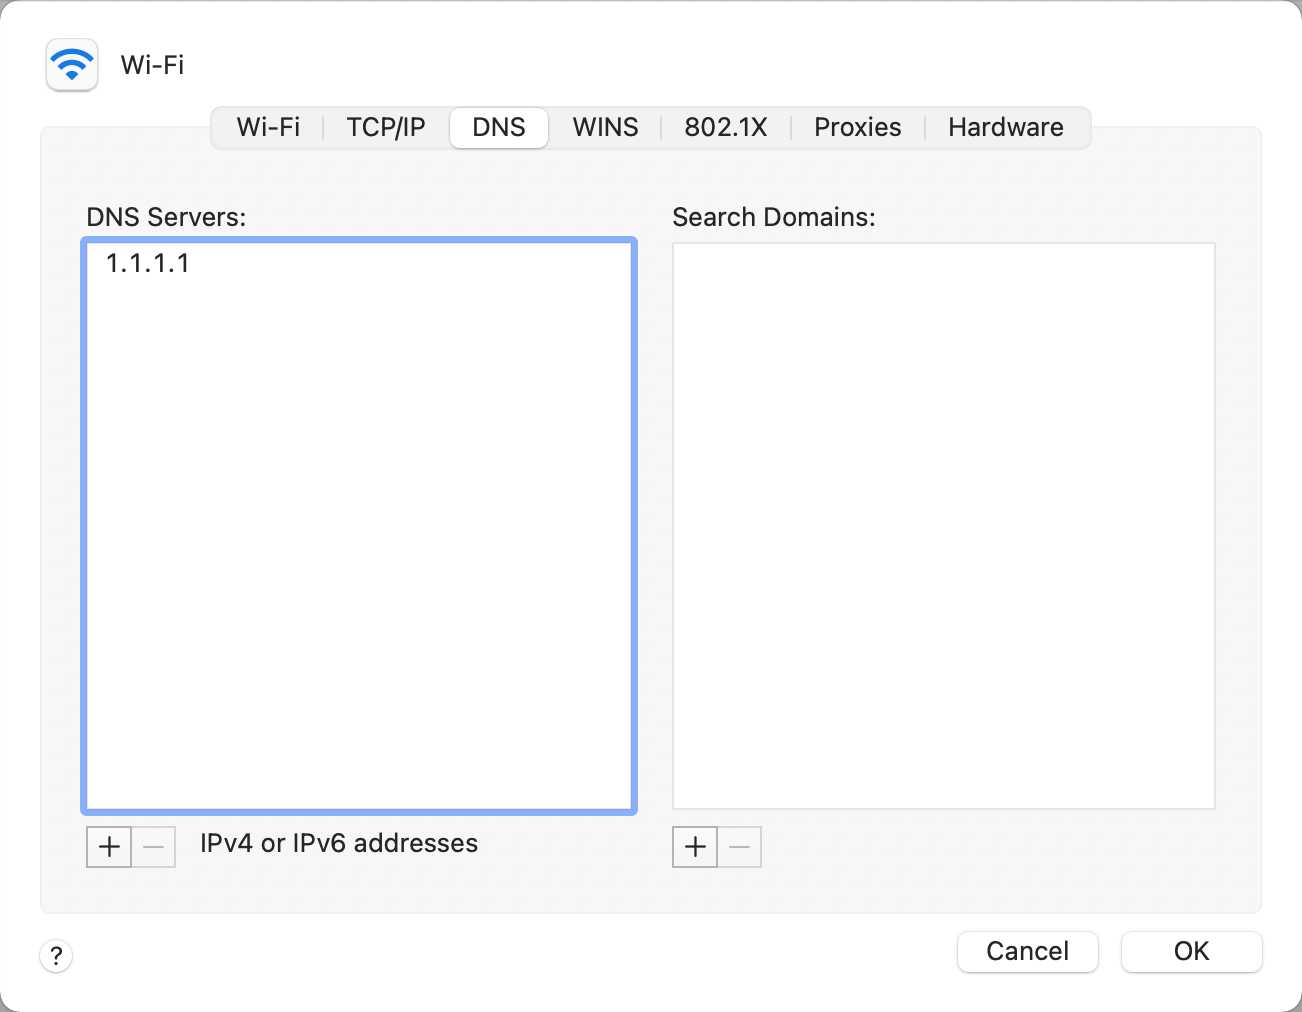 Wi-Fi
Wi-Fi TCP/IP DNS WINS 802.1X Proxies Hardware
DNS Servers:
1.1.1.1
+ − IPv4 or IPv6 addresses
Search Domains:
+ −
? Cancel OK